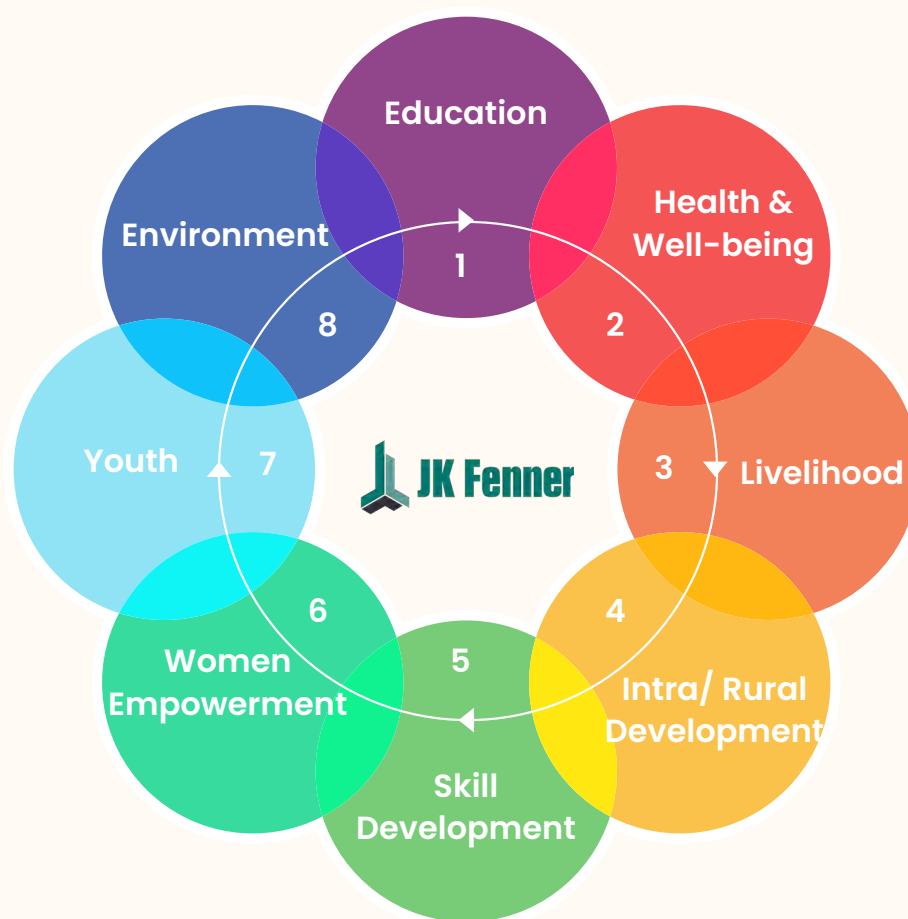 Education
1
Health &
Well-being
2
3
Livelihood
4
Intra/ Rural
Development
5
Skill
Development
6
Women
Empowerment
Youth
7
Environment
8
JK Fenner